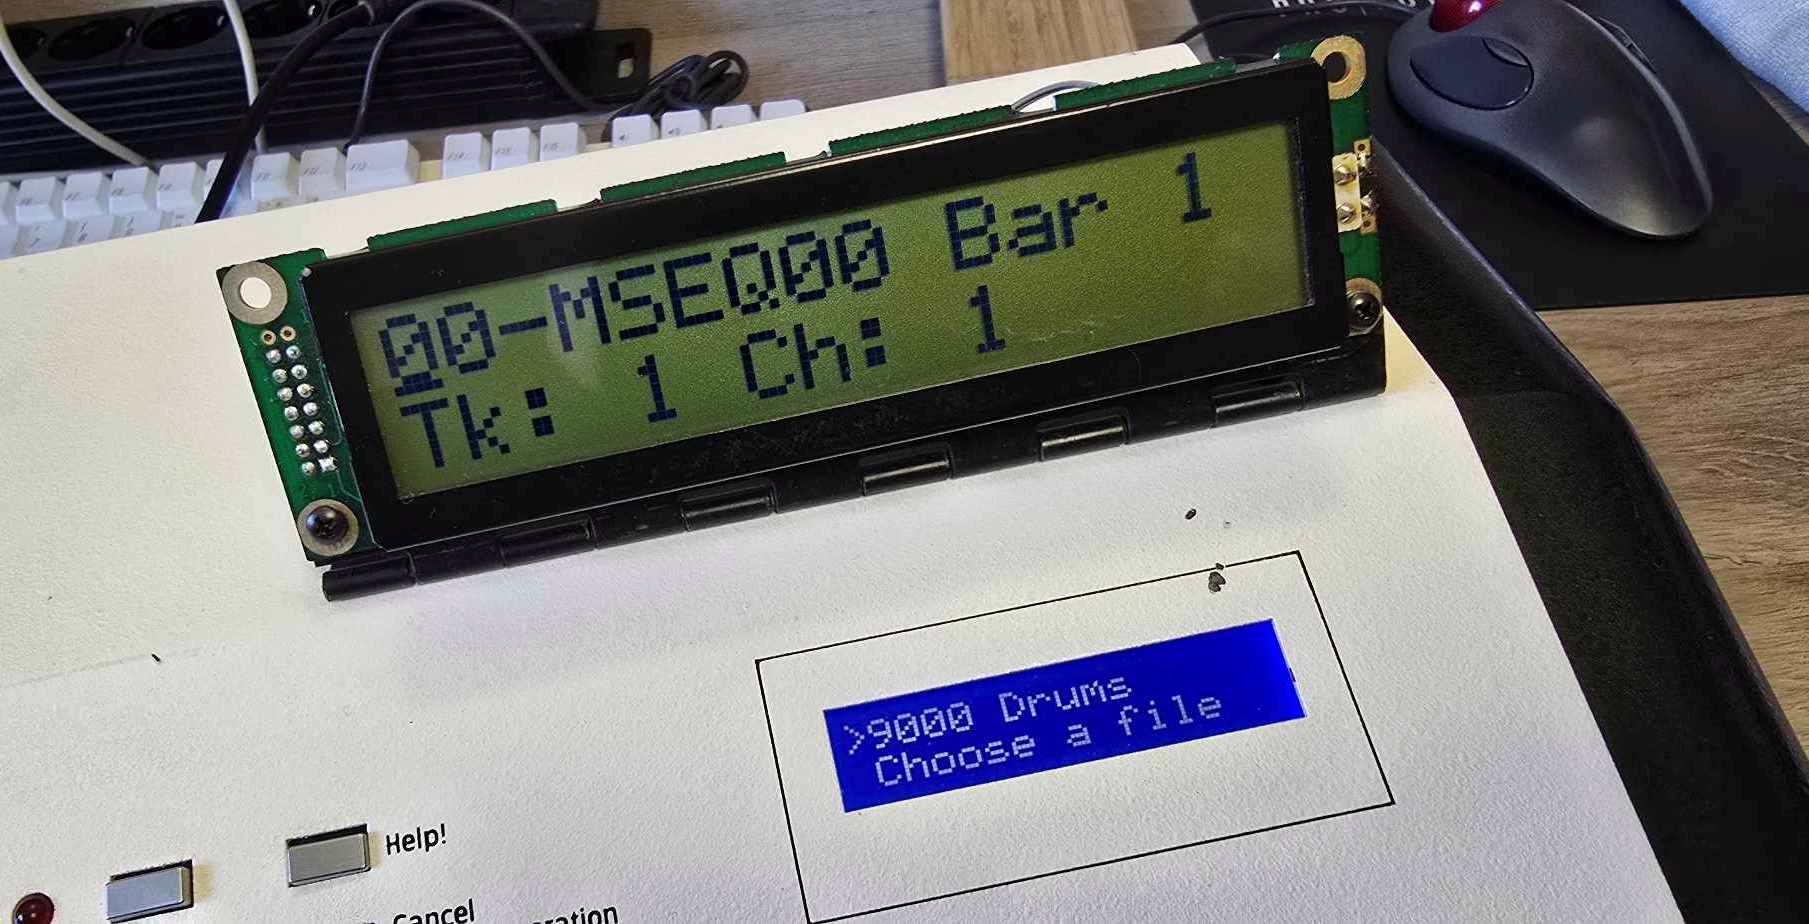 00-MSEQ00 Bar 1
Tk: 1 Ch: 1
>9000 Drums
Choose a file
Help!
Cancel